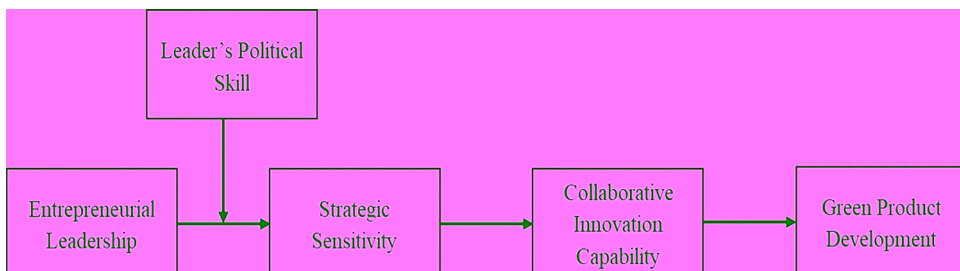 Leader’s Political
Skill
Entrepreneurial
Leadership
Strategic
Sensitivity
Collaborative
Innovation
Capability
Green Product
Development